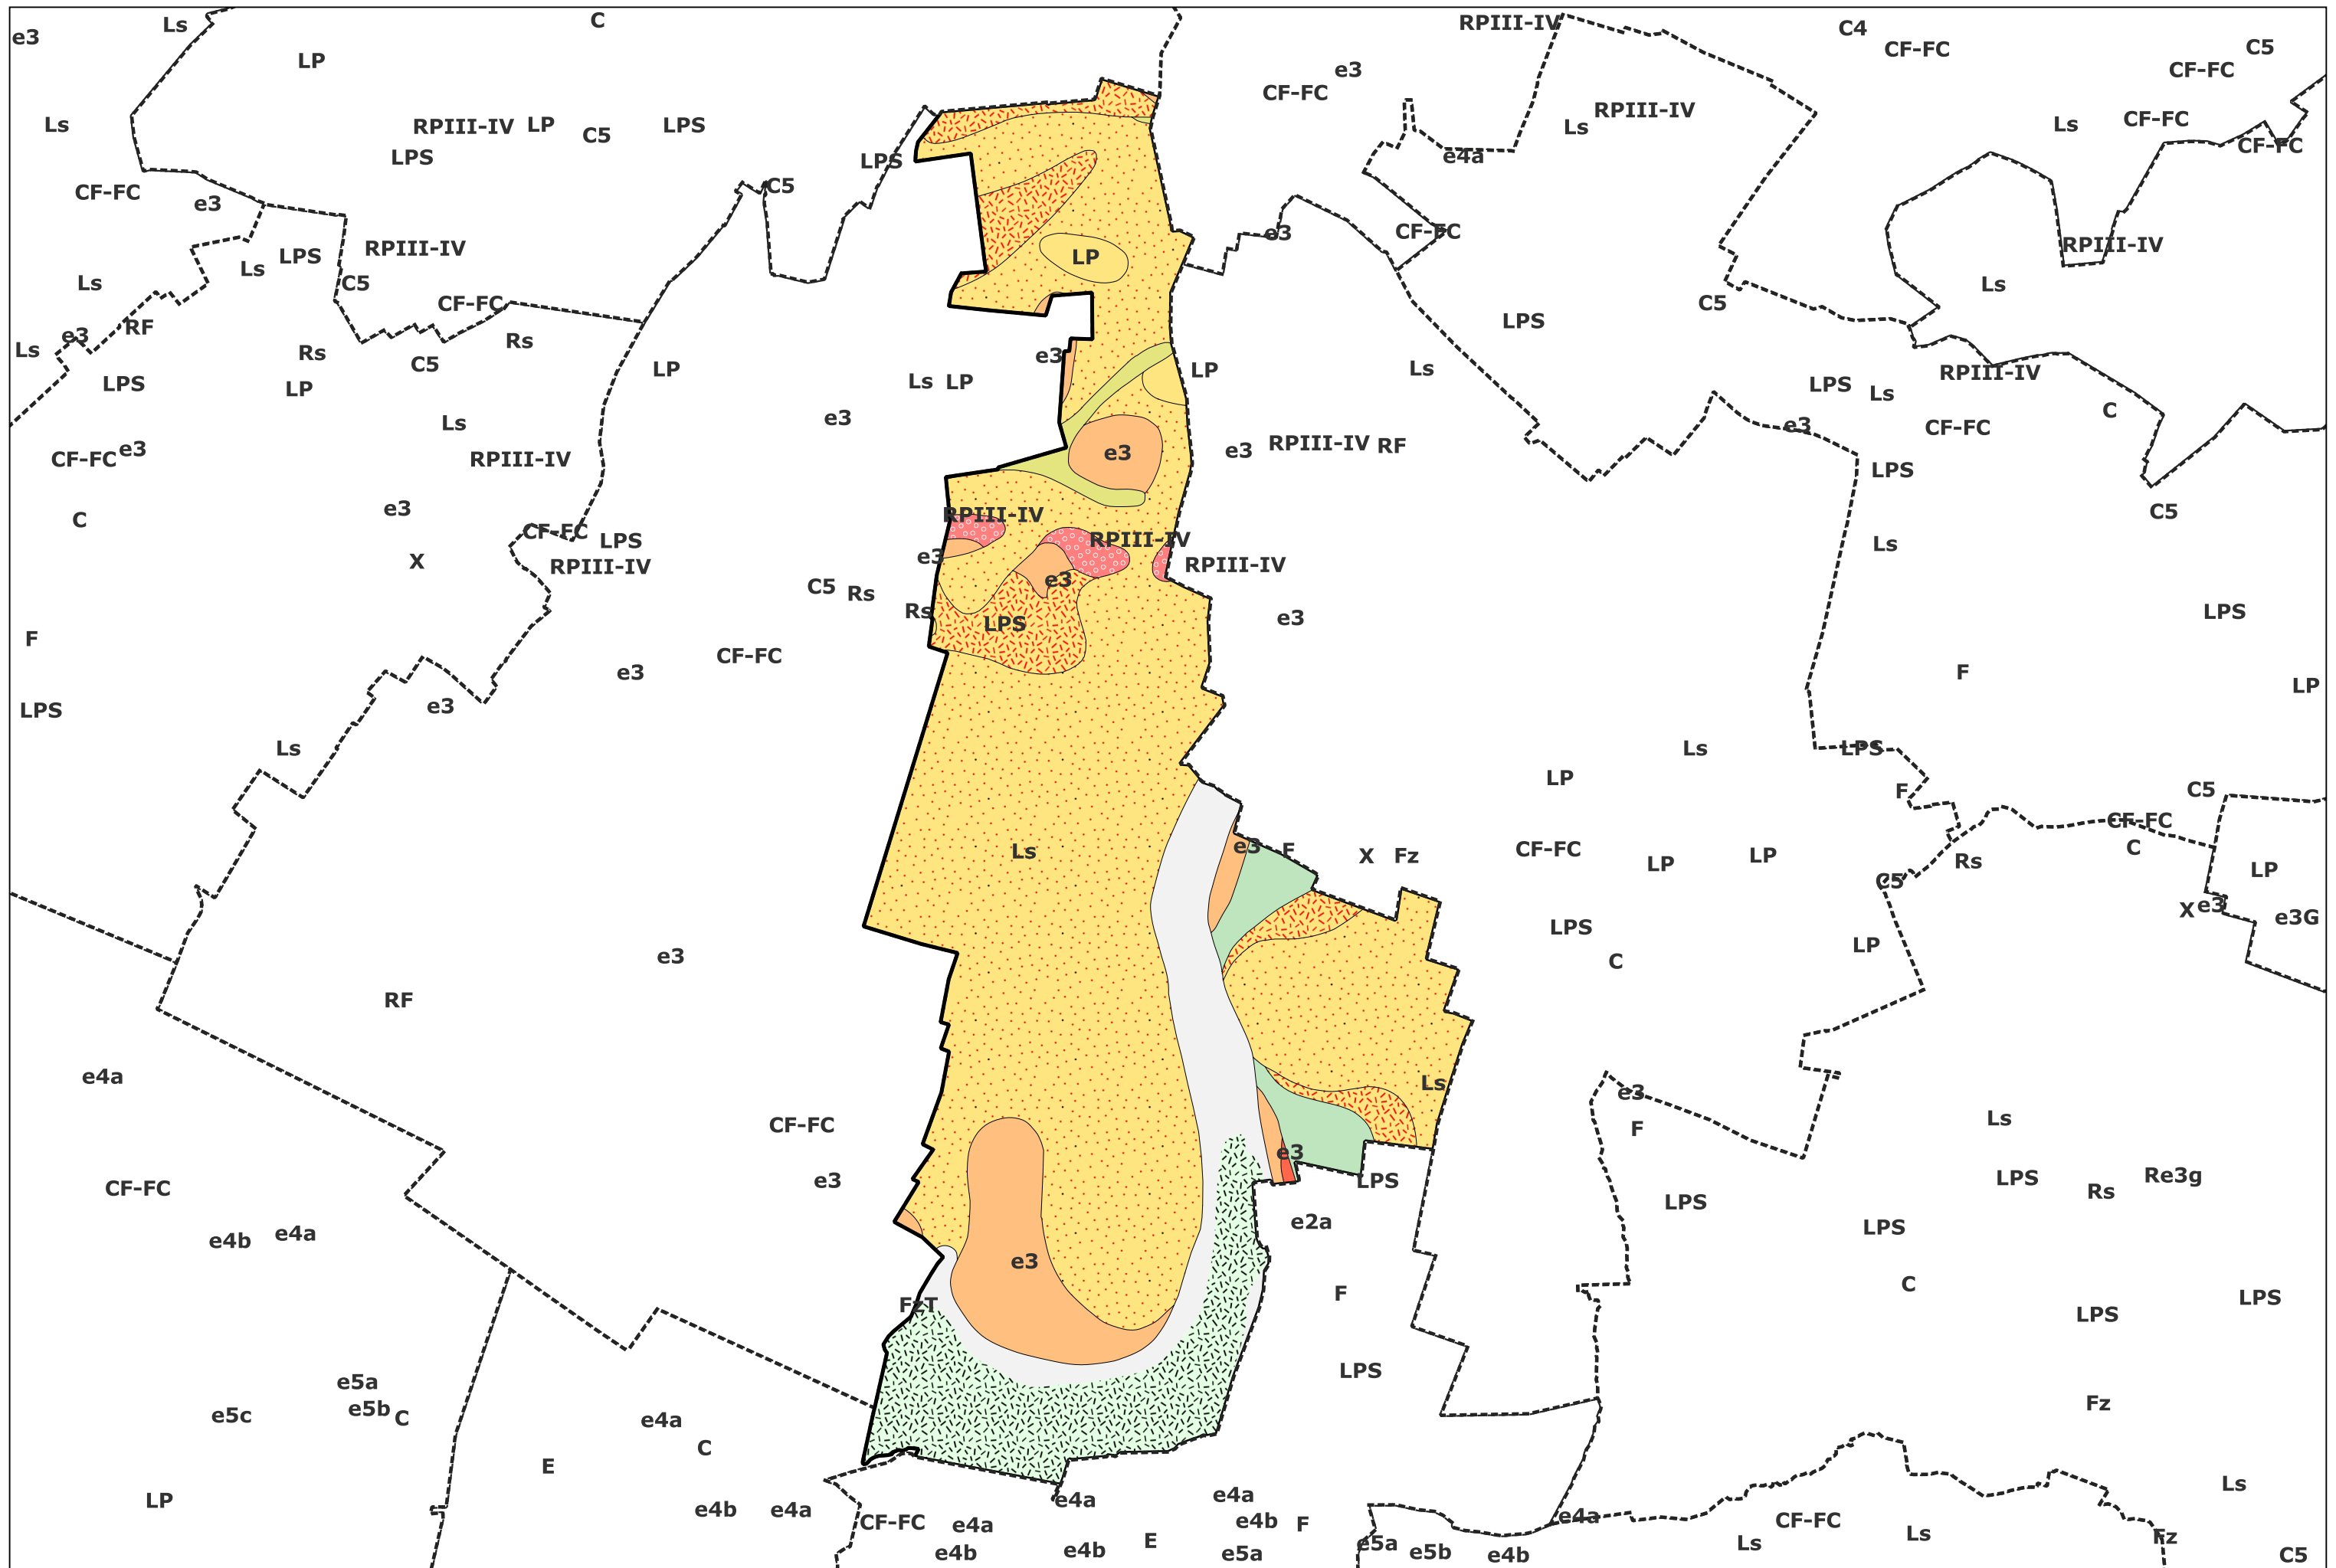 Ls C RPIII-IV C4
e3 LP e3 CF-FC C5
CF-FC CF-FC
Ls RPIII-IV LP C5 LPS CF-FC RPIII-IV Ls Ls CF-FC
LPS LPS e4a CF-FC
CF-FC e3 C5 e3 CF-FC
LPS RPIII-IV LP RPIII-IV
Ls Ls C5 Ls
CF-FC C5
e3 RF Rs LPS
Ls Rs C5 e3
LPS LP LP Ls LP LP Ls LPS Ls RPIII-IV
Ls e3 e3 CF-FC C
CF-FC e3 RPIII-IV e3 e3 RPIII-IV RF LPS
C e3 RPIII-IV C5
X CF-FC LPS RPIII-IV e3 RPIII-IV RPIII-IV Ls
C5 Rs e3
F Rs LPS e3 LPS
CF-FC
LPS e3 e3 F LP
Ls Ls LPS
LP F C5
Ls e3 F X Fz CF-FC LP LP CF-FC C
Rs LP
C5
LPS X e3 e3G
e3 C LP
RF
e4a Ls e3
CF-FC F Ls
CF-FC e3 e3 LPS LPS LPS Rs Re3g
e4b e4a e2a LPS
e3 C
FzT F LPS LPS
e5a LPS
e5c e5b C e4a Fz
C
E Ls
LP e4b e4a e4a e4a
CF-FC e4a e4b F e4a CF-FC
e4b e4b E e5a e5a e5b e4b Ls Ls Fz C5